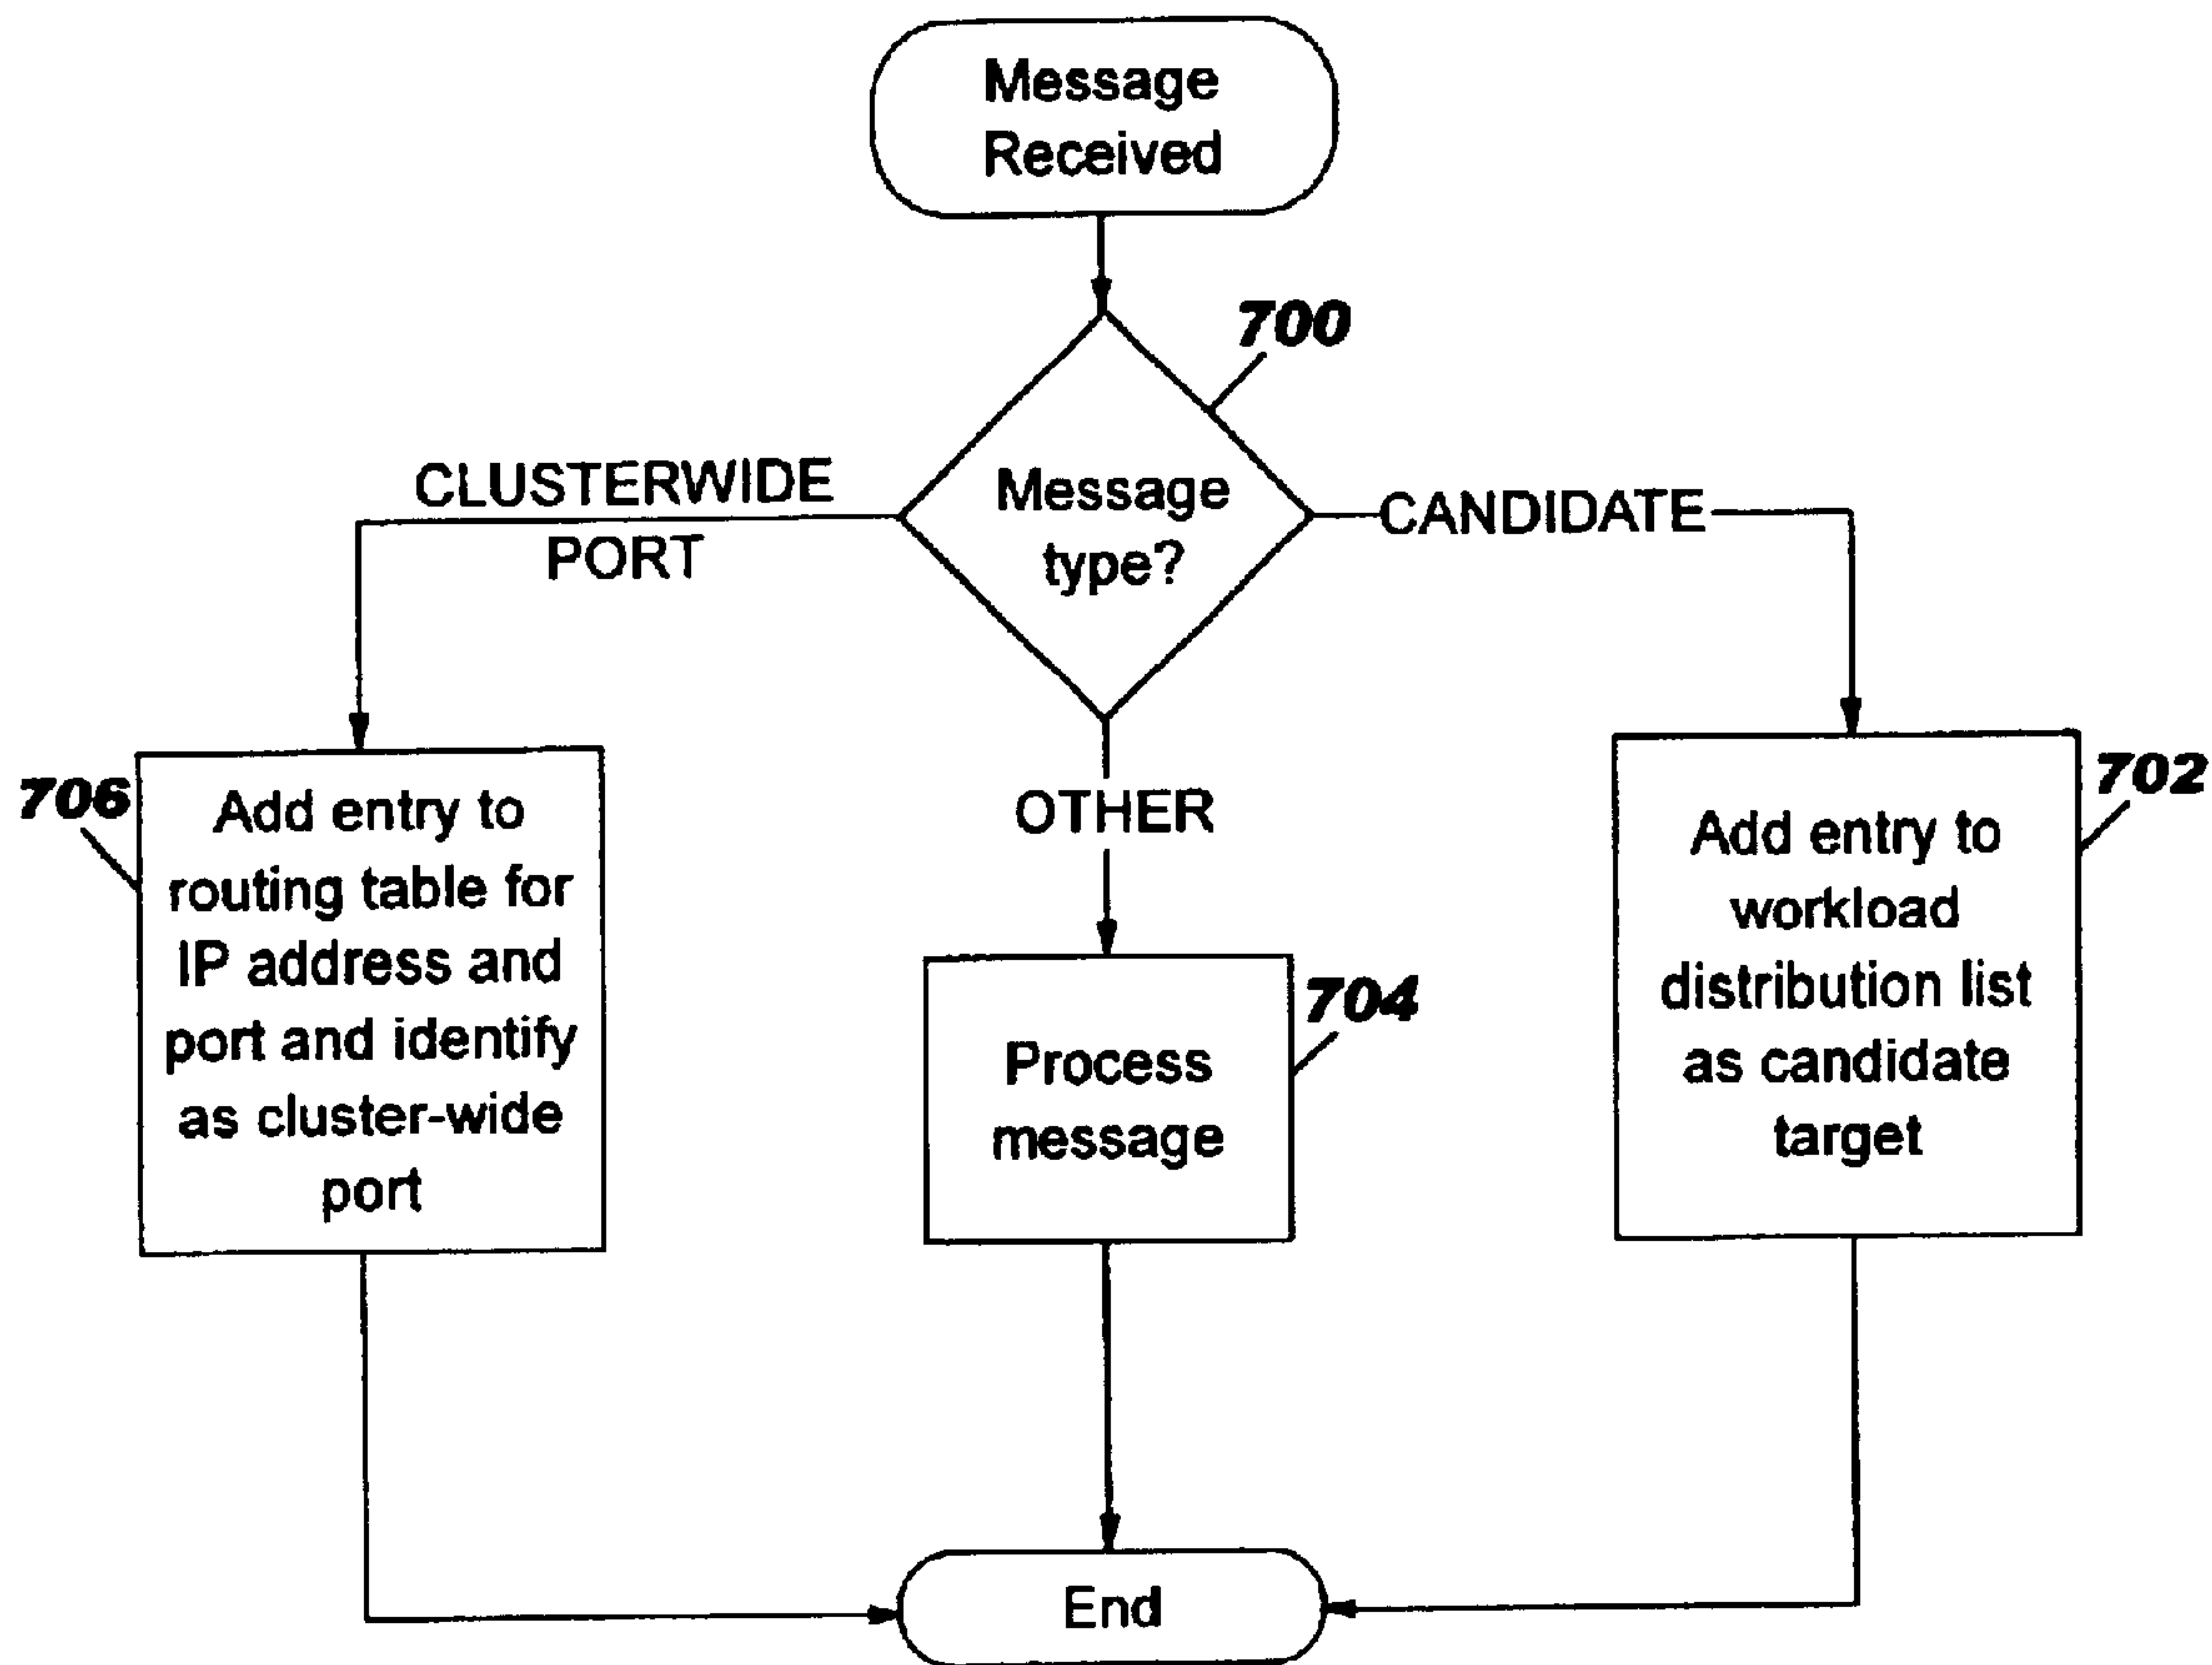 Message
Received
700
Message
type?
CLUSTERWIDE
PORT
CANDIDATE
OTHER
706
Add entry to
routing table for
IP address and
port and identify
as cluster-wide
port
704
Process
message
702
Add entry to
workload
distribution list
as candidate
target
End